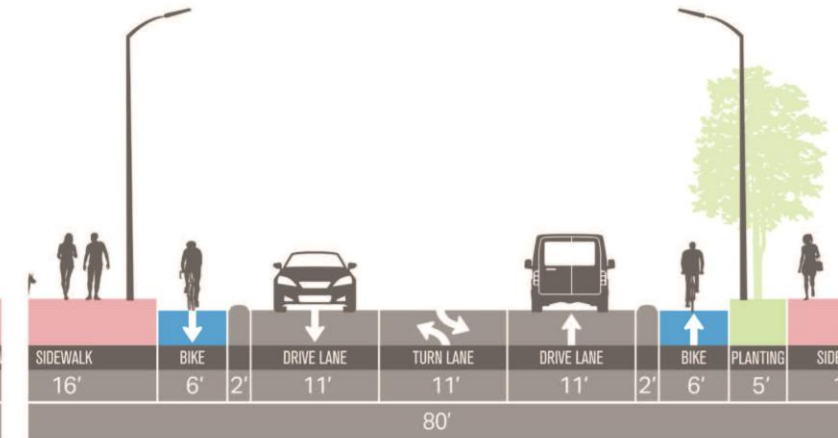 SIDEWALK BIKE DRIVE LANE TURN LANE DRIVE LANE BIKE PLANTING
16' 6' 2' 11' 11' 11' 2' 6' 5'
80'